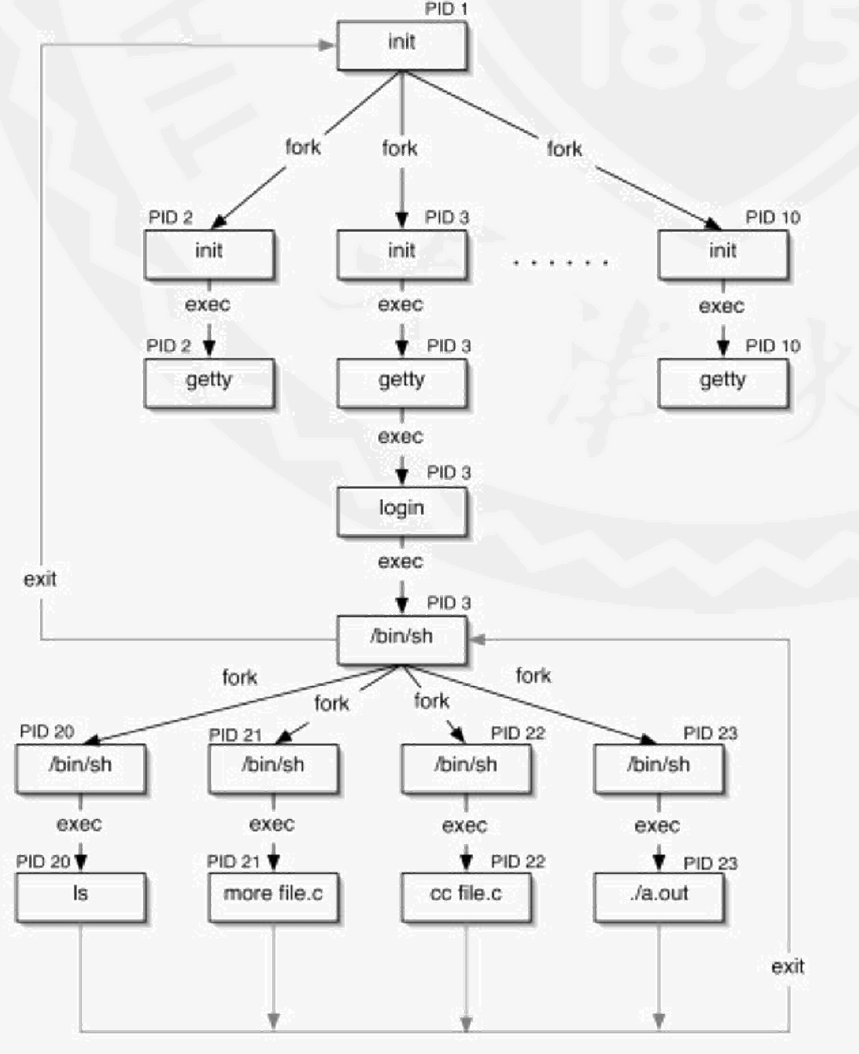 PID 1
init
fork
fork
fork
PID 2
PID 3
PID 10
init
init
......
init
exec
exec
exec
PID 2
PID 3
PID 10
getty
getty
getty
exec
PID 3
login
exec
exit
PID 3
/bin/sh
fork
fork
fork
fork
PID 20
PID 21
PID 22
PID 23
/bin/sh
/bin/sh
/bin/sh
/bin/sh
exec
exec
exec
exec
PID 20
PID 21
PID 22
PID 23
ls
more file.c
cc file.c
./a.out
exit
1895